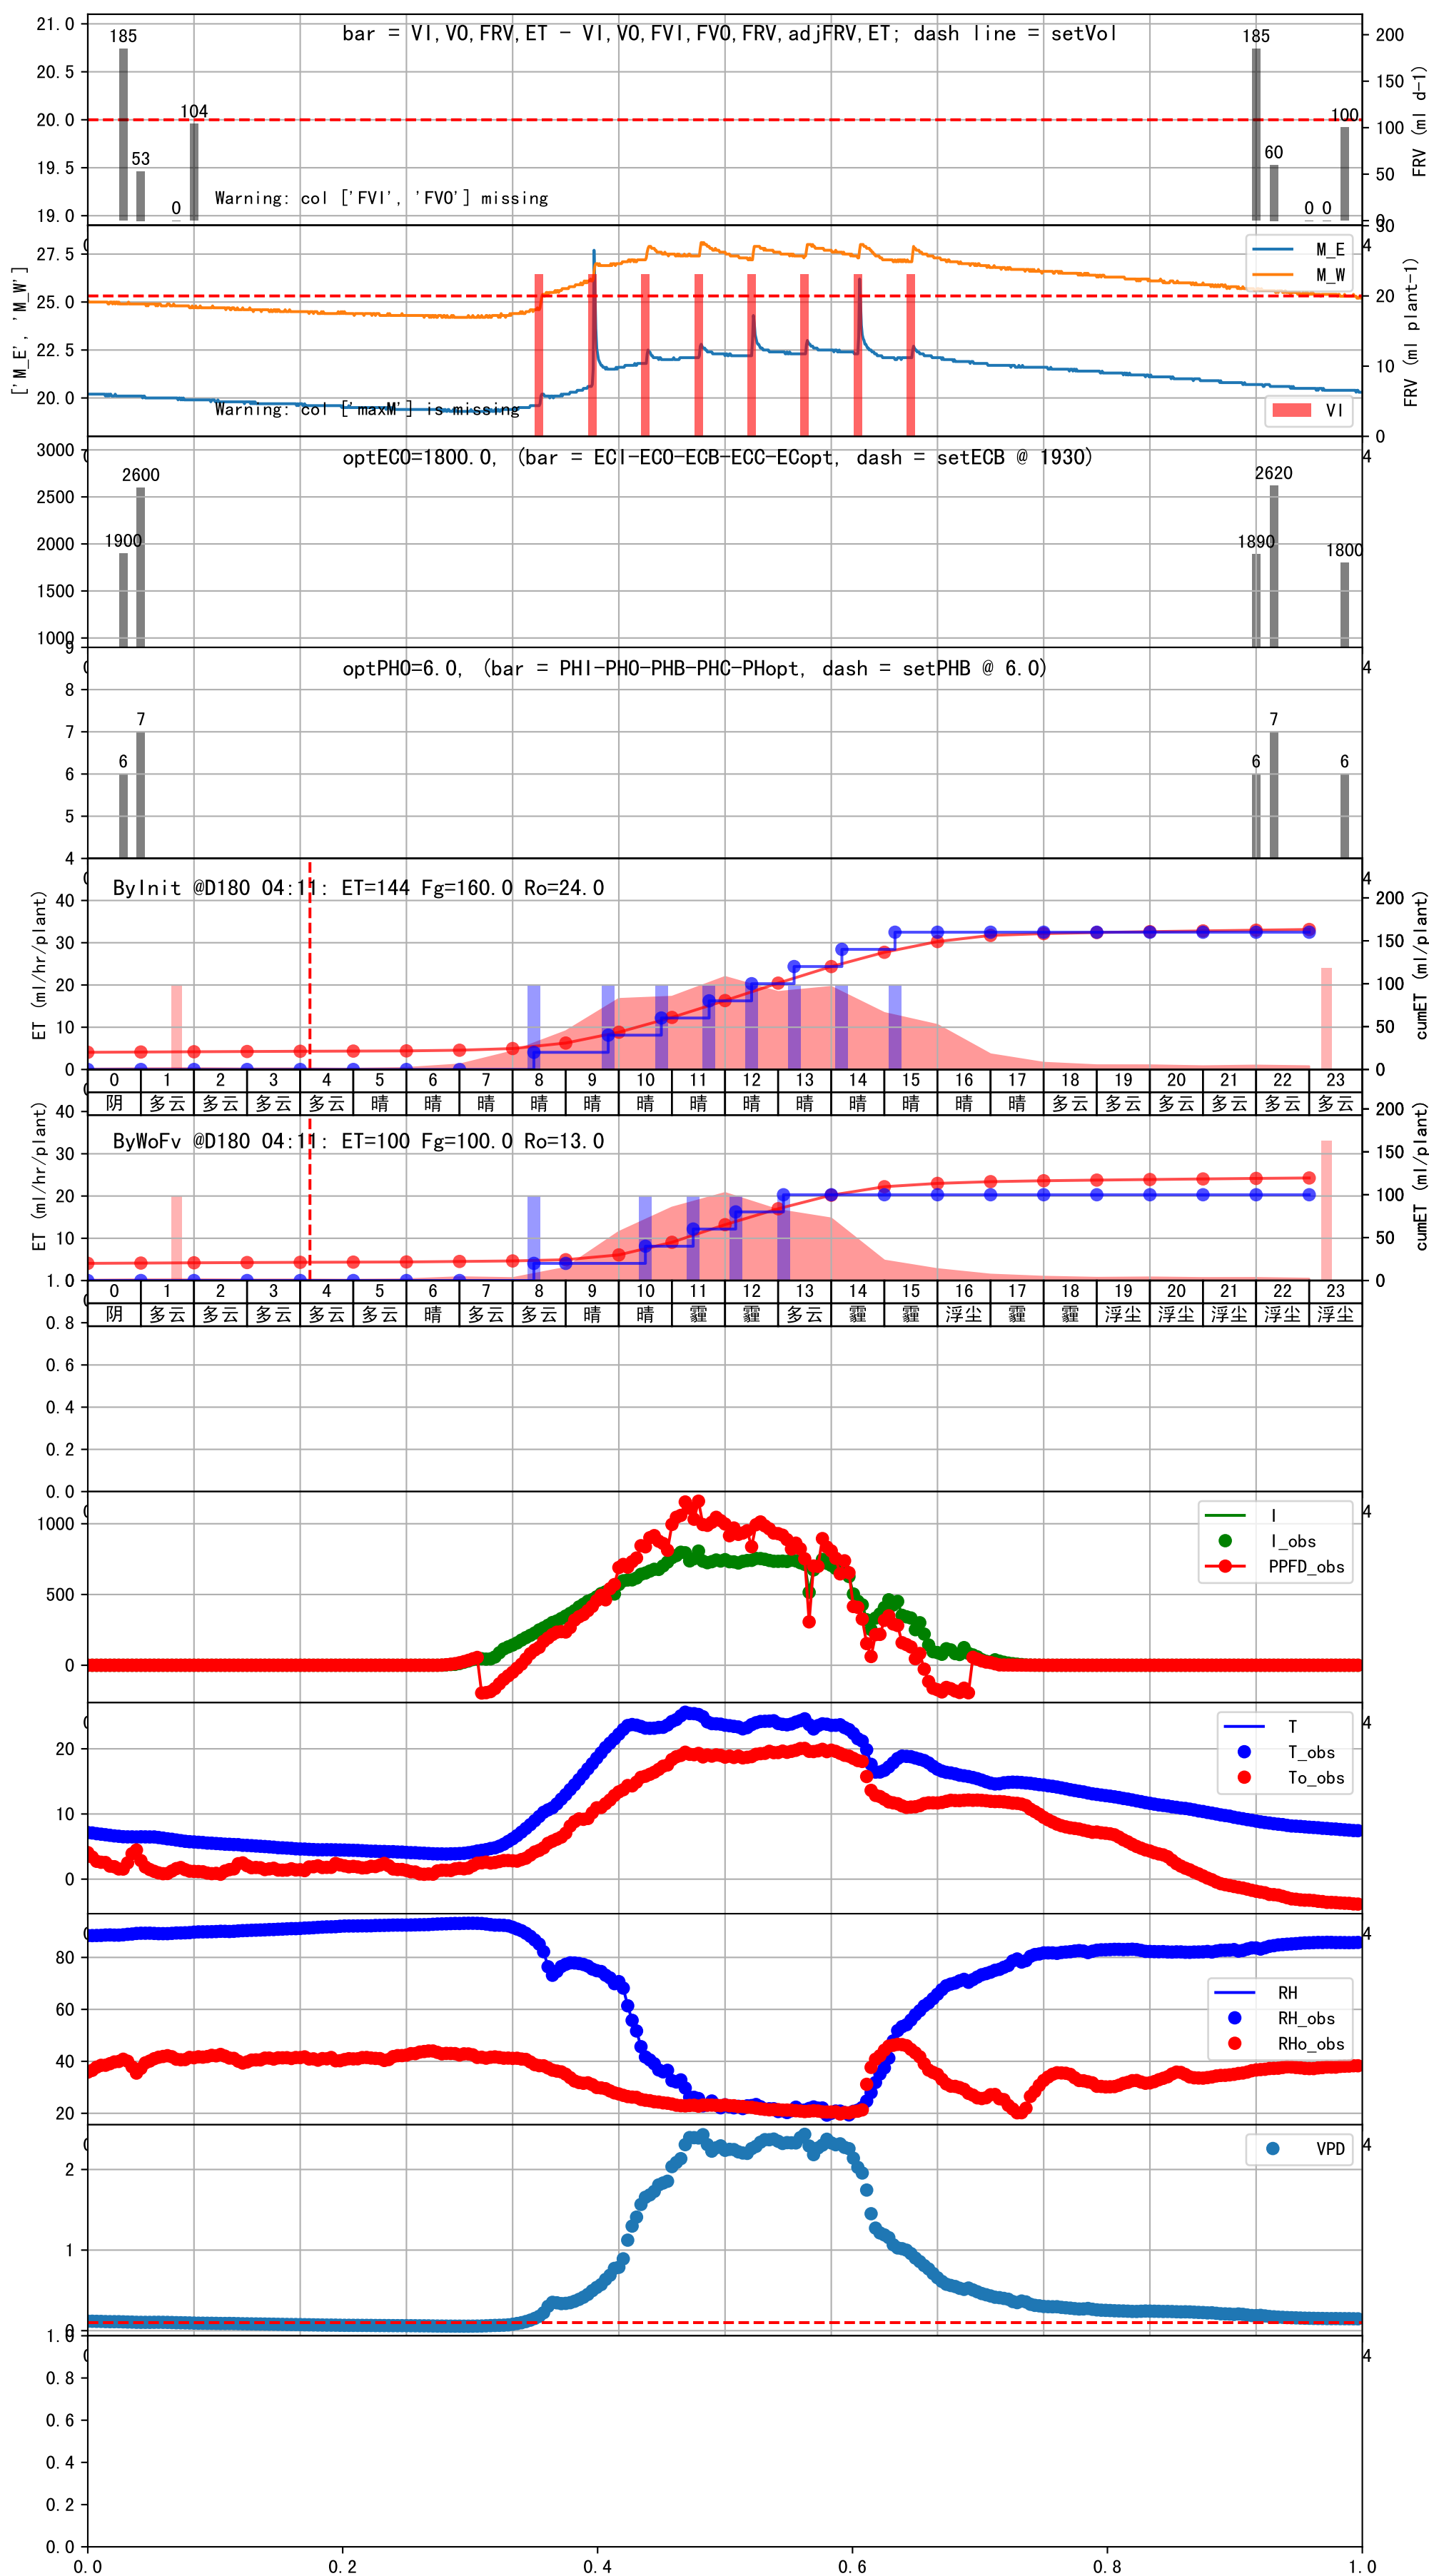 bar = VI,VO,FRV,ET - VI,VO,FVI,FVO,FRV,adjFRV,ET; dash line = setVol
21.0
20.5
20.0
19.5
19.0
185
53
0
104
185
60
0 0
100
Warning: col ['FVI', 'FVO'] missing
200
150
100
50
0
FRV (ml d-1)
['M_E', 'M_W']
27.5
25.0
22.5
20.0
M_E
M_W
VI
Warning: col ['maxM'] is missing
30
20
10
0
FRV (ml plant-1)
optECO=1800.0, (bar = ECI-ECO-ECB-ECC-ECopt, dash = setECB @ 1930)
3000
2500
2000
1500
1000
1900
2600
1890
2620
1800
optPHO=6.0, (bar = PHI-PHO-PHB-PHC-PHopt, dash = setPHB @ 6.0)
9
8
7
6
5
4
6
7
6
7
6
ByInit @D180 04:11: ET=144 Fg=160.0 Ro=24.0
ET (ml/hr/plant)
40
30
20
10
0
200
150
100
50
0
cumET (ml/plant)
0 1 2 3 4 5 6 7 8 9 10 11 12 13 14 15 16 17 18 19 20 21 22 23
阴 多云 多云 多云 多云 晴 晴 晴 晴 晴 晴 晴 晴 晴 晴 晴 晴 晴 多云 多云 多云 多云 多云 多云
ByWoFv @D180 04:11: ET=100 Fg=100.0 Ro=13.0
ET (ml/hr/plant)
40
30
20
10
200
150
100
50
0
cumET (ml/plant)
0 1 2 3 4 5 6 7 8 9 10 11 12 13 14 15 16 17 18 19 20 21 22 23
阴 多云 多云 多云 多云 多云 晴 多云 多云 晴 晴 霾 霾 多云 霾 霾 浮尘 霾 霾 浮尘 浮尘 浮尘 浮尘 浮尘
1.0
0.8
0.6
0.4
0.2
0.0
1000
500
0
I
I_obs
PPFD_obs
20
10
0
T
T_obs
To_obs
80
60
40
20
RH
RH_obs
RHo_obs
2
1
0
VPD
1.0
0.8
0.6
0.4
0.2
0.0
0.0 0.2 0.4 0.6 0.8 1.0